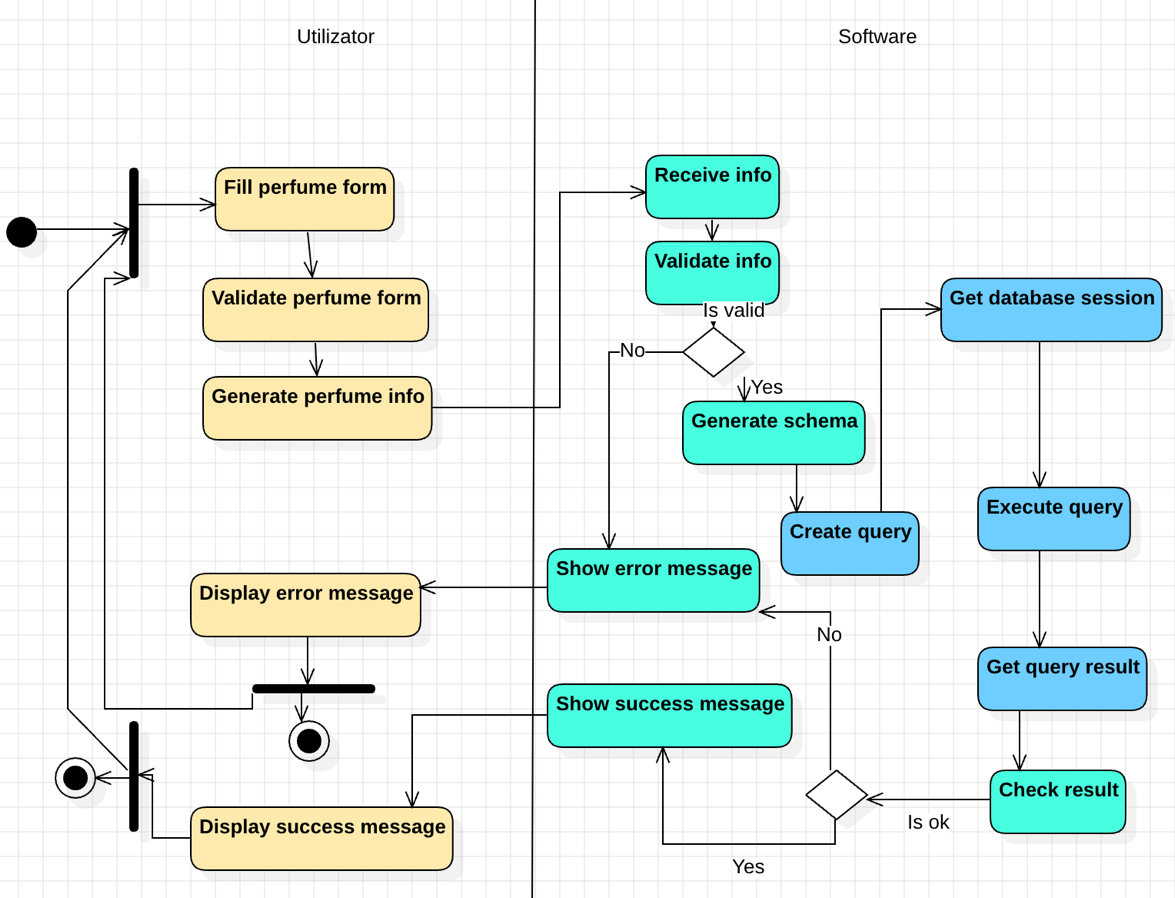 Utilizator
Software
Fill perfume form
Validate perfume form
Generate perfume info
Receive info
Validate info
Is valid
No
Yes
Generate schema
Create query
Get database session
Execute query
Get query result
Check result
Is ok
No
Yes
Show error message
Show success message
Display error message
Display success message